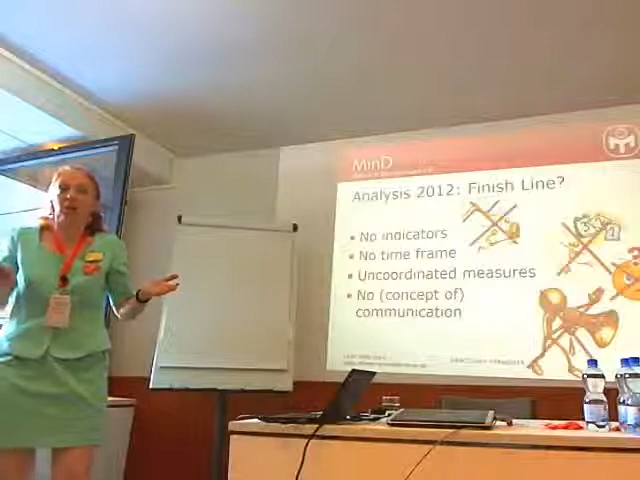 MinD
Analysis 2012: Finish Line?
• No indicators
• No time frame
• Uncoordinated measures
• No (concept of)
communication